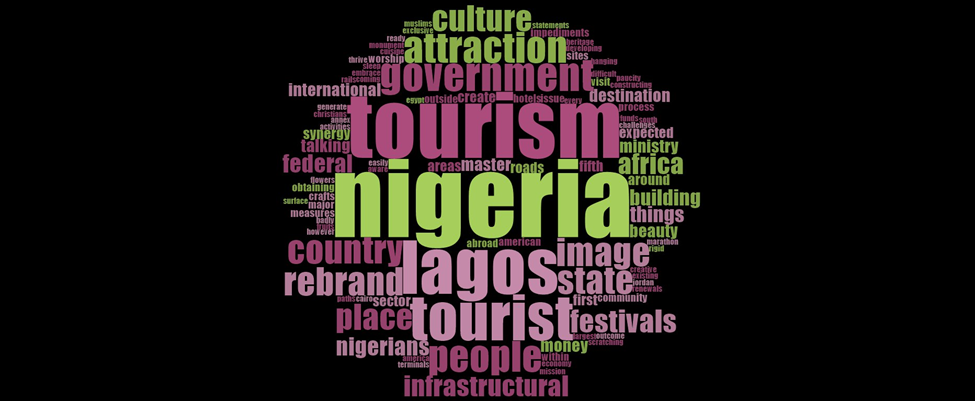 muslims culture statements
exclusive impediments
ready attraction heritage
monument developing
cuisine sites
thrive worship hanging
sleep government difficult
embrace visit paucity
rails coming constructing
international destination
egypt outside create hotels issue every
generate tourism process
christians funds south
annex challenges
activities expected
synergy ministry
talking
federal easily areas master roads fifth africa
aware
flowers nigeria around
obtaining
crafts building
surface major
measures things
badly
fruits beauty
however
abroad american marathon
country image rigid
rebrand lagos state creative
existing
jordan
renewals
paths cairo sector first community
place tourist festivals
largest outcome
nigerians people money scratching
america within
terminals economy
mission
infrastructural